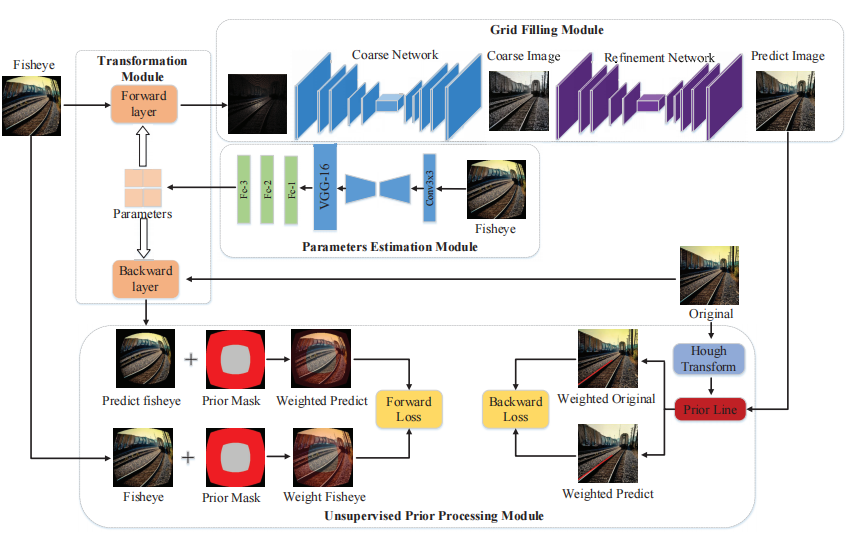 Grid Filling Module
Fisheye
Transformation
Module
Coarse Network
Coarse Image
Refinement Network
Predict Image
Forward
layer
Parameters
Fc-3
Fc-2
Fc-1
VGG-16
Conv3x3
Fisheye
Parameters Estimation Module
Backward
layer
Original
Predict fisheye
Prior Mask
Weighted Predict
Forward
Loss
Backward
Loss
Weighted Original
Hough
Transform
Prior Line
Fisheye
Prior Mask
Weight Fisheye
Weighted Predict
Unsupervised Prior Processing Module